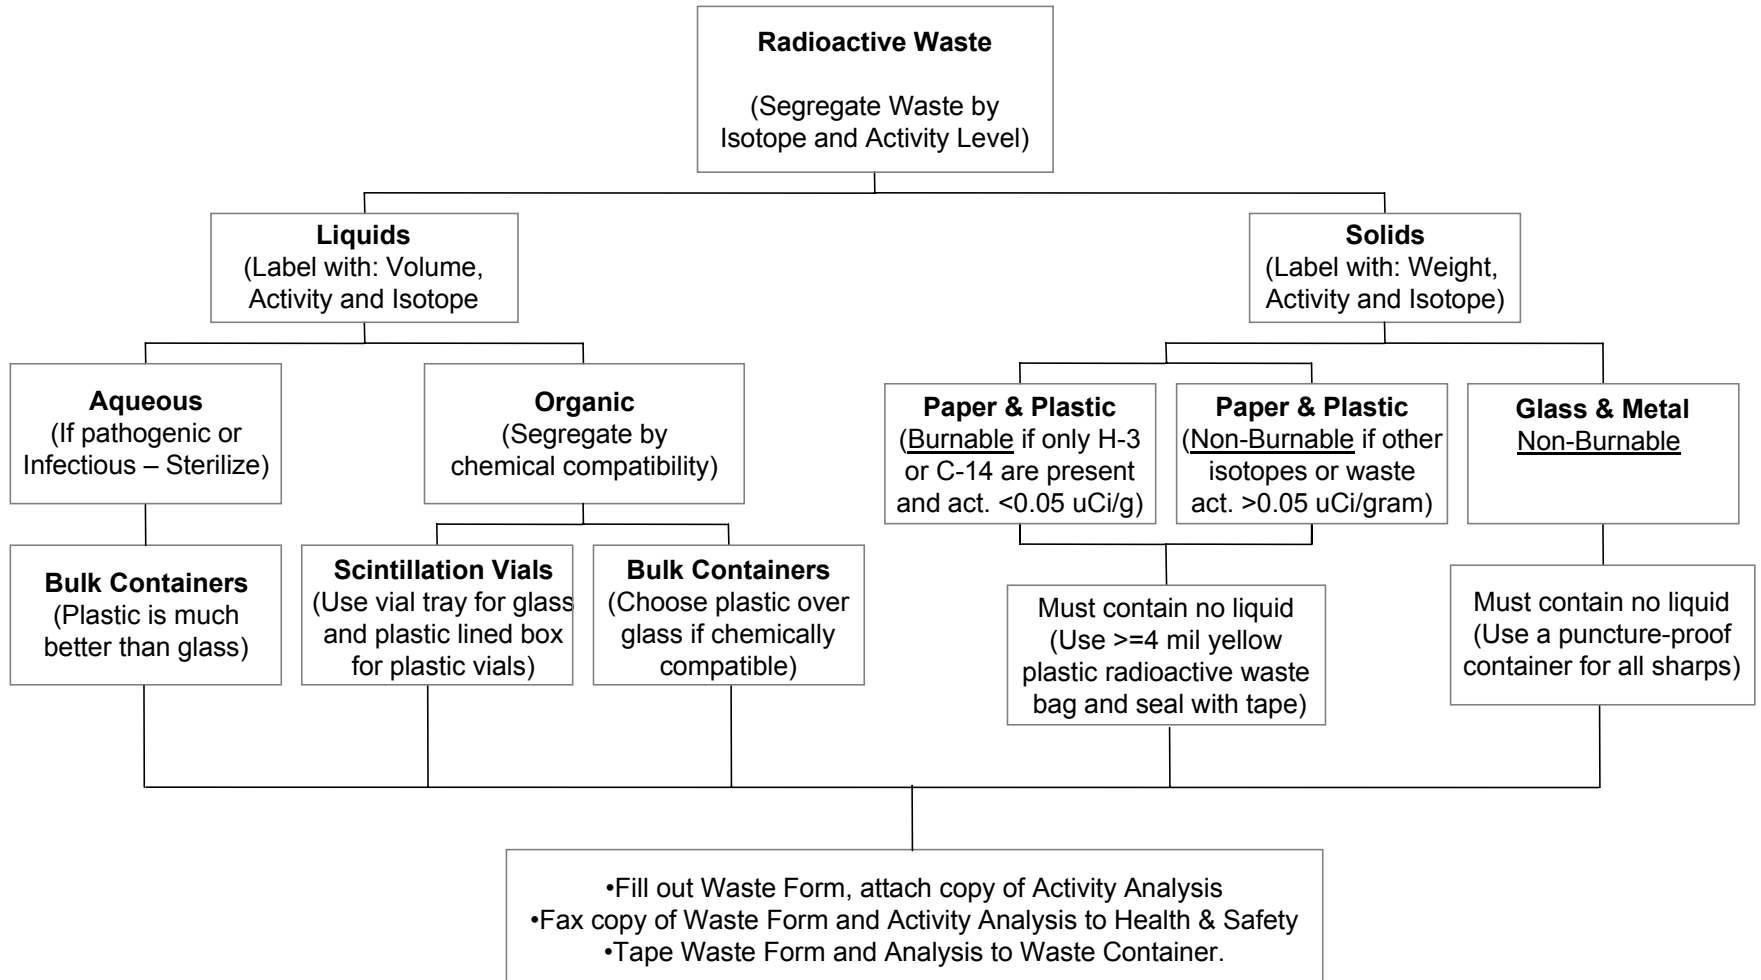 Radioactive Waste
(Segregate Waste by
Isotope and Activity Level)
Liquids
(Label with: Volume,
Activity and Isotope
Solids
(Label with: Weight,
Activity and Isotope)
Aqueous
(If pathogenic or
Infectious – Sterilize)
Organic
(Segregate by
chemical compatibility)
Paper & Plastic
(Burnable if only H-3
or C-14 are present
and act. <0.05 uCi/g)
Paper & Plastic
(Non-Burnable if other
isotopes or waste
act. >0.05 uCi/gram)
Glass & Metal
Non-Burnable
Bulk Containers
(Plastic is much
better than glass)
Scintillation Vials
(Use vial tray for glass
and plastic lined box
for plastic vials)
Bulk Containers
(Choose plastic over
glass if chemically
compatible)
Must contain no liquid
(Use >=4 mil yellow
plastic radioactive waste
bag and seal with tape)
Must contain no liquid
(Use a puncture-proof
container for all sharps)
•Fill out Waste Form, attach copy of Activity Analysis
•Fax copy of Waste Form and Activity Analysis to Health & Safety
•Tape Waste Form and Analysis to Waste Container.